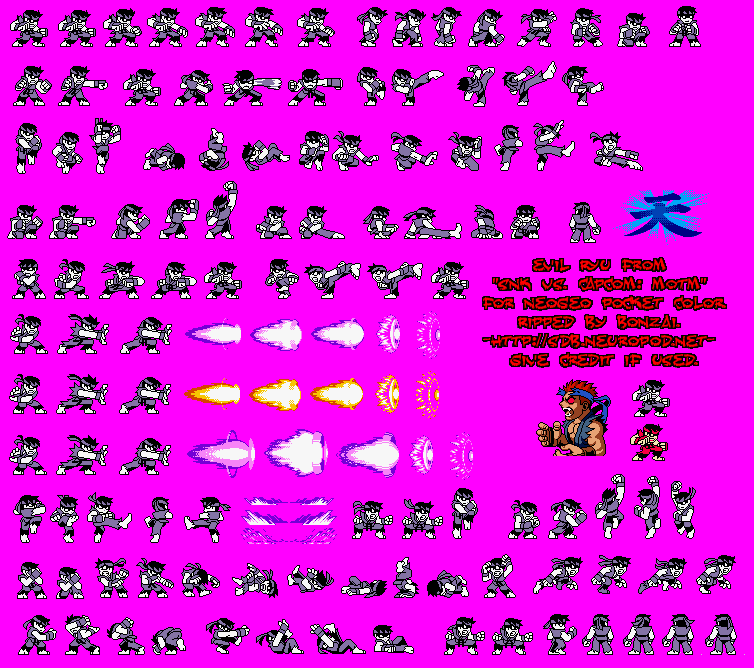 天
Evil Ryu from
"SNK vs. Capcom: MOTM"
for NeoGeo Pocket Color
Ripped by Bonzai.
-http://sdb.neuropod.net-
Give credit if used.